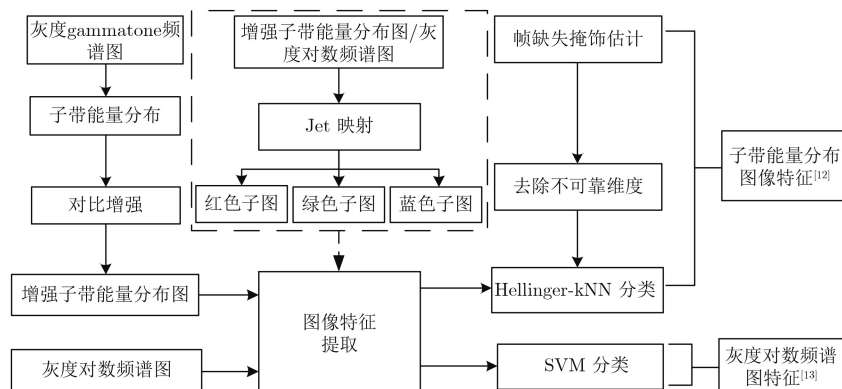 灰度gammatone频
谱图
子带能量分布
对比增强
增强子带能量分布图
灰度对数频谱图
增强子带能量分布图/灰
度对数频谱图
Jet 映射
红色子图
绿色子图
蓝色子图
图像特征
提取
帧缺失掩饰估计
去除不可靠维度
Hellinger-kNN 分类
SVM 分类
子带能量分布
图像特征[12]
灰度对数频谱
图特征[13]